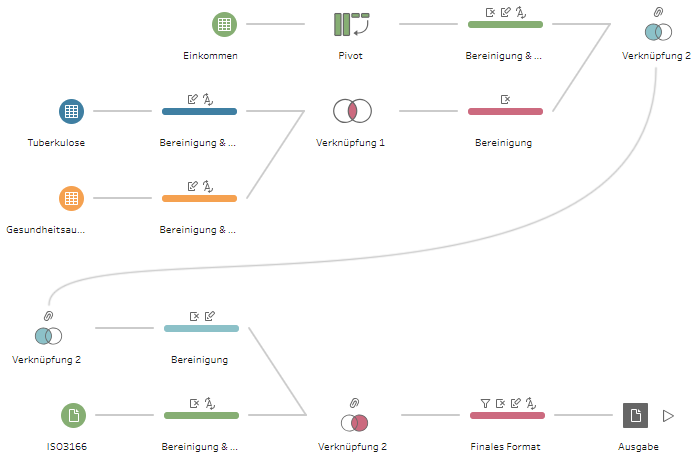 Einkommen
Pivot
Bereinigung & ...
Verknüpfung 2
Tuberkulose
Bereinigung & ...
Verknüpfung 1
Bereinigung
Gesundheitsau...
Bereinigung & ...
Verknüpfung 2
Bereinigung
ISO3166
Bereinigung & ...
Verknüpfung 2
Finales Format
Ausgabe